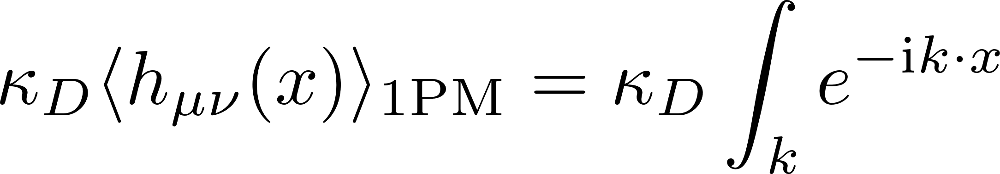 κ_D⟨h_{μν}(x)⟩_{1PM} = κ_D ∫_k e^{−ik·x}